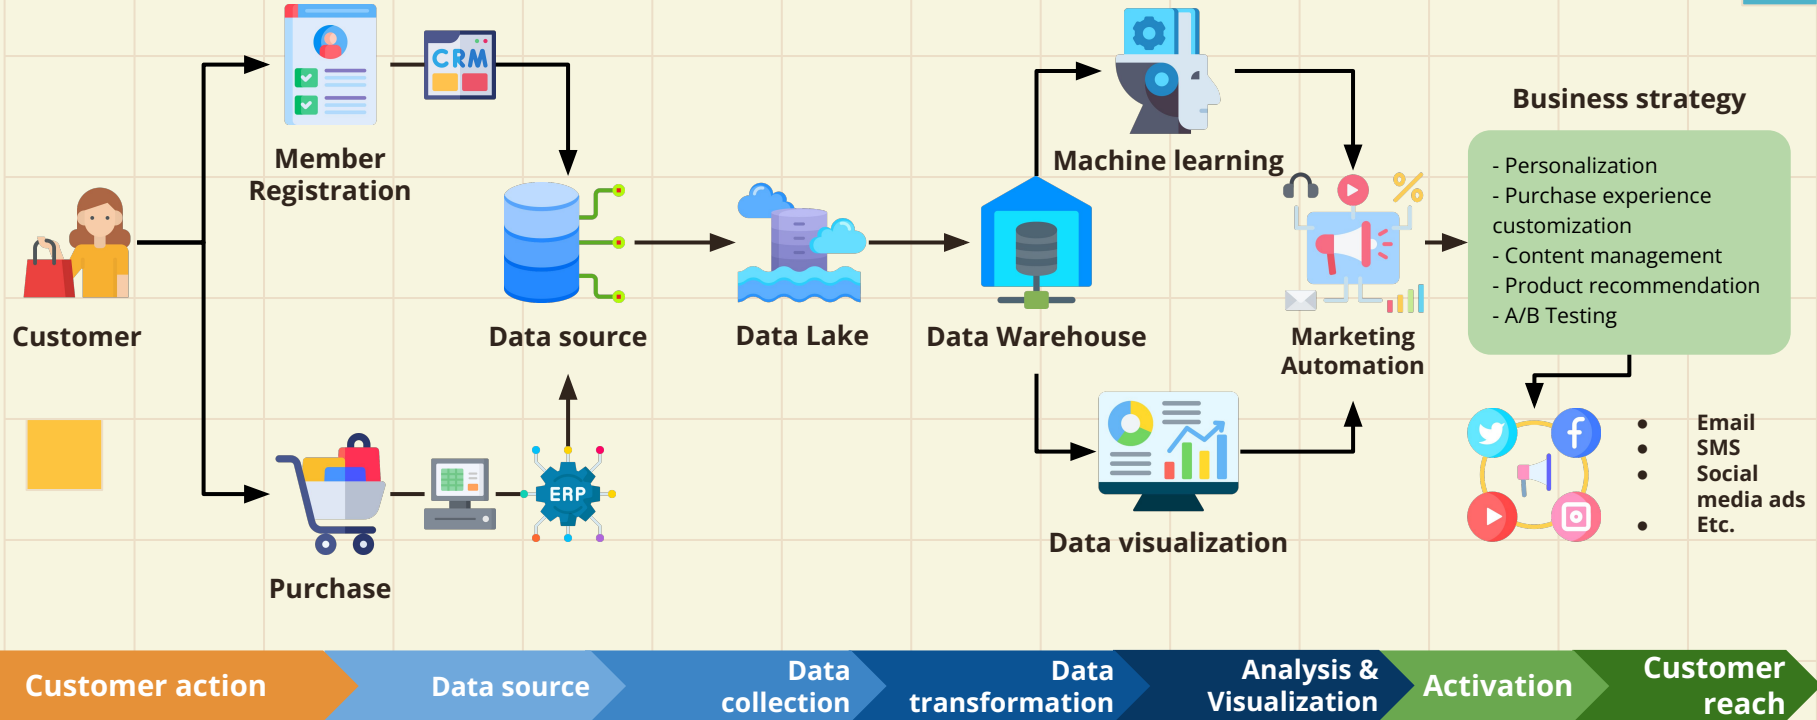 CRM
Member
Registration
Machine learning
Business strategy
- Personalization
- Purchase experience
customization
- Content management
- Product recommendation
- A/B Testing
Customer
Data source
Data Lake
Data Warehouse
Marketing
Automation
ERP
Purchase
Data visualization
Email
SMS
Social
media ads
Etc.
Customer action
Data source
Data
collection
Data
transformation
Analysis &
Visualization
Activation
Customer
reach